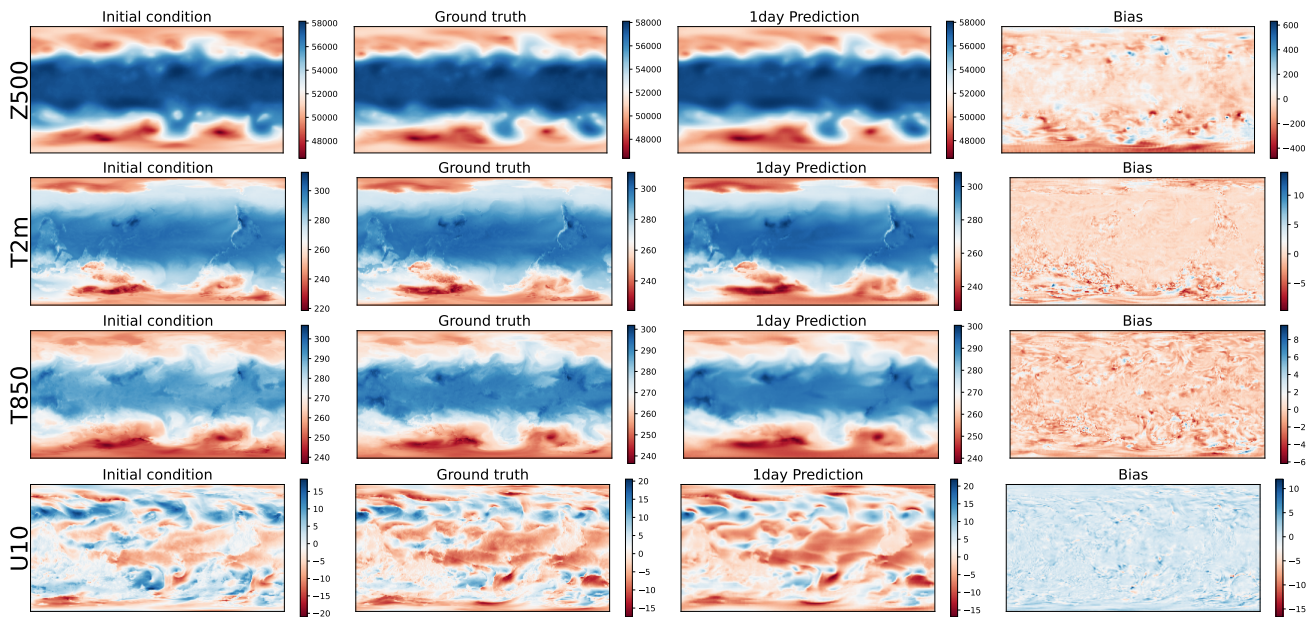 Initial condition Ground truth 1day Prediction Bias
Z500
58000 56000 54000 52000 50000 48000
58000 56000 54000 52000 50000 48000
58000 56000 54000 52000 50000 48000
600 400 200 0 −200 −400
Initial condition Ground truth 1day Prediction Bias
T2m
300 280 260 240 220
300 280 260 240
300 280 260 240
10 5 0 −5
Initial condition Ground truth 1day Prediction Bias
T850
300 290 280 270 260 250 240
300 290 280 270 260 250 240
300 290 280 270 260 250 240
8 6 4 2 0 −2 −4 −6
Initial condition Ground truth 1day Prediction Bias
U10
15 10 5 0 −5 −10 −15 −20
20 15 10 5 0 −5 −10 −15
20 15 10 5 0 −5 −10 −15
10 5 0 −5 −10 −15